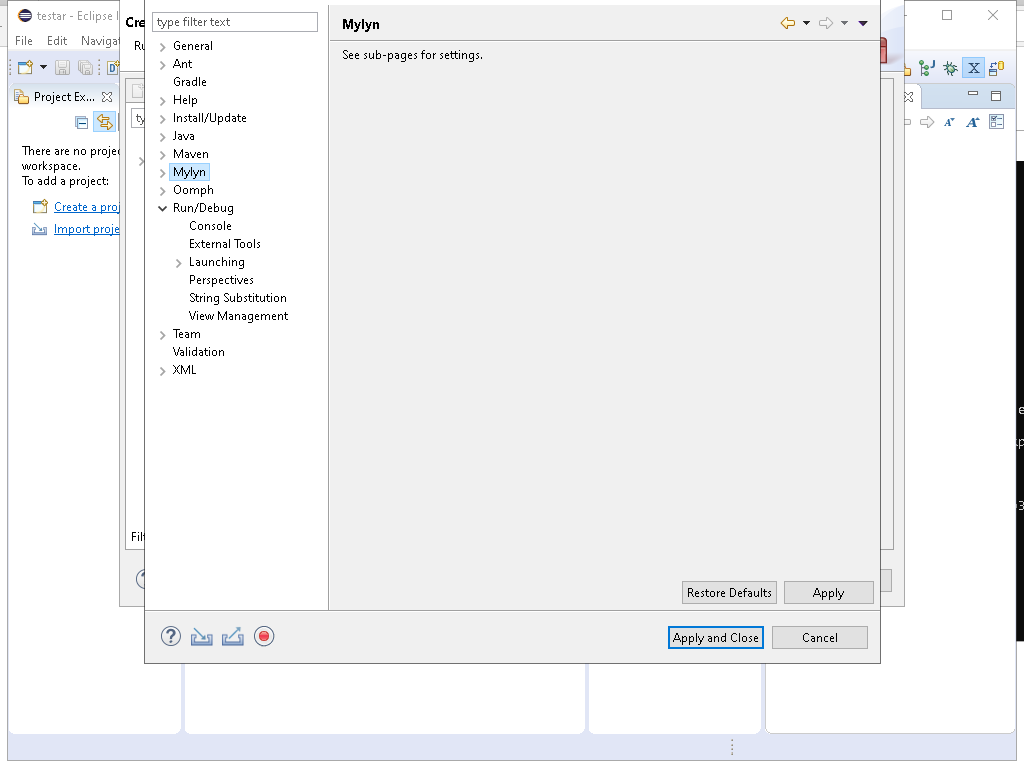 testar - Eclipse I
File Edit Navigat
Cre
Ru
Project Ex...
There are no projec
workspace.
To add a project:
Create a proj
Import proje
ty
Filt
type filter text
General
Ant
Gradle
Help
Install/Update
Java
Maven
Mylyn
Oomph
Run/Debug
Console
External Tools
Launching
Perspectives
String Substitution
View Management
Team
Validation
XML
Mylyn
See sub-pages for settings.
Restore Defaults Apply
Apply and Close Cancel